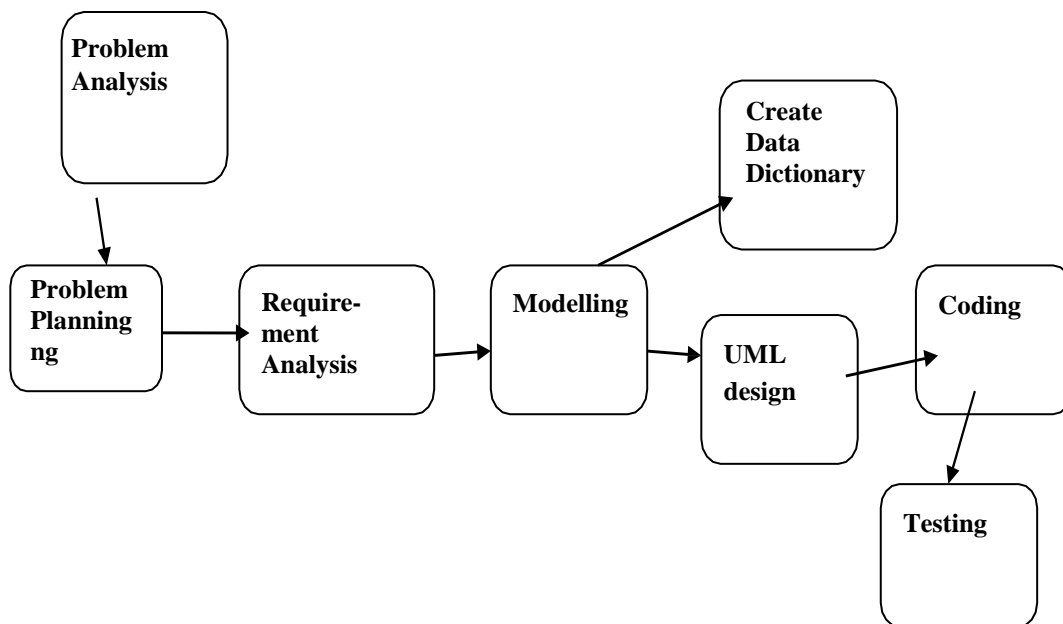 Problem
Analysis
Problem
Planning
ng
Require-
ment
Analysis
Modelling
Create
Data
Dictionary
UML
design
Coding
Testing